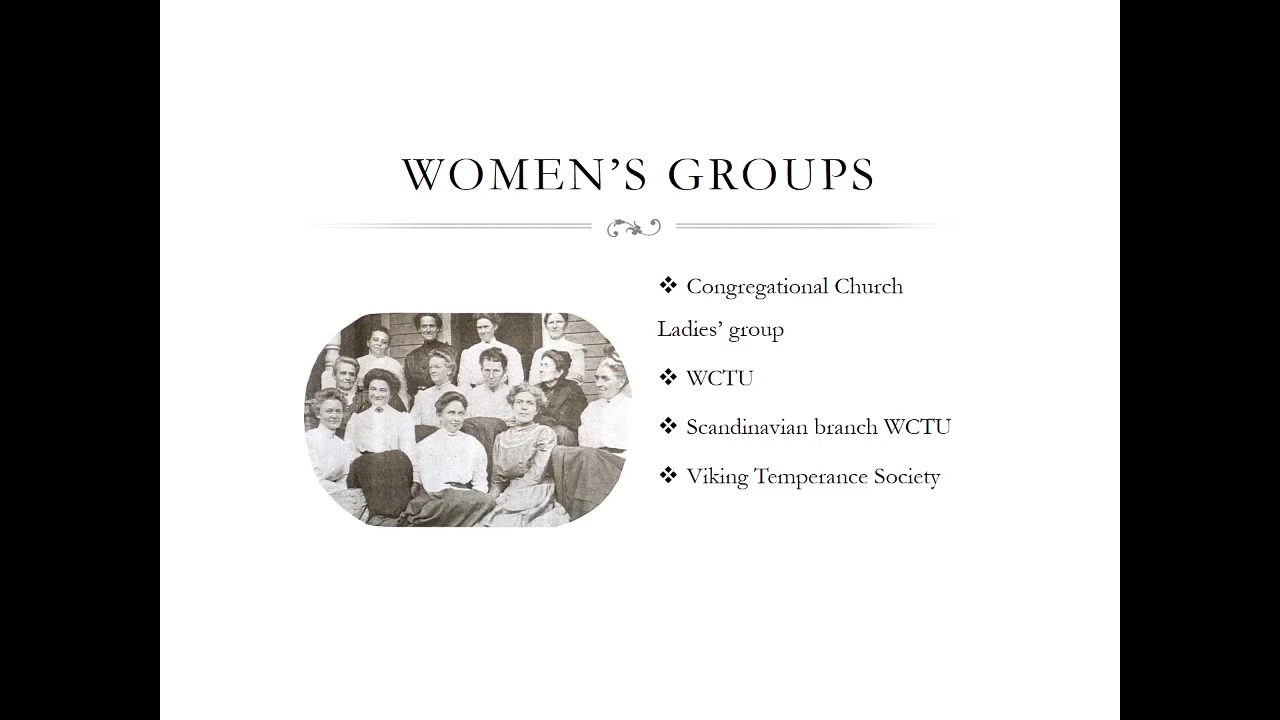 WOMEN’S GROUPS
❖ Congregational Church
Ladies’ group
❖ WCTU
❖ Scandinavian branch WCTU
❖ Viking Temperance Society